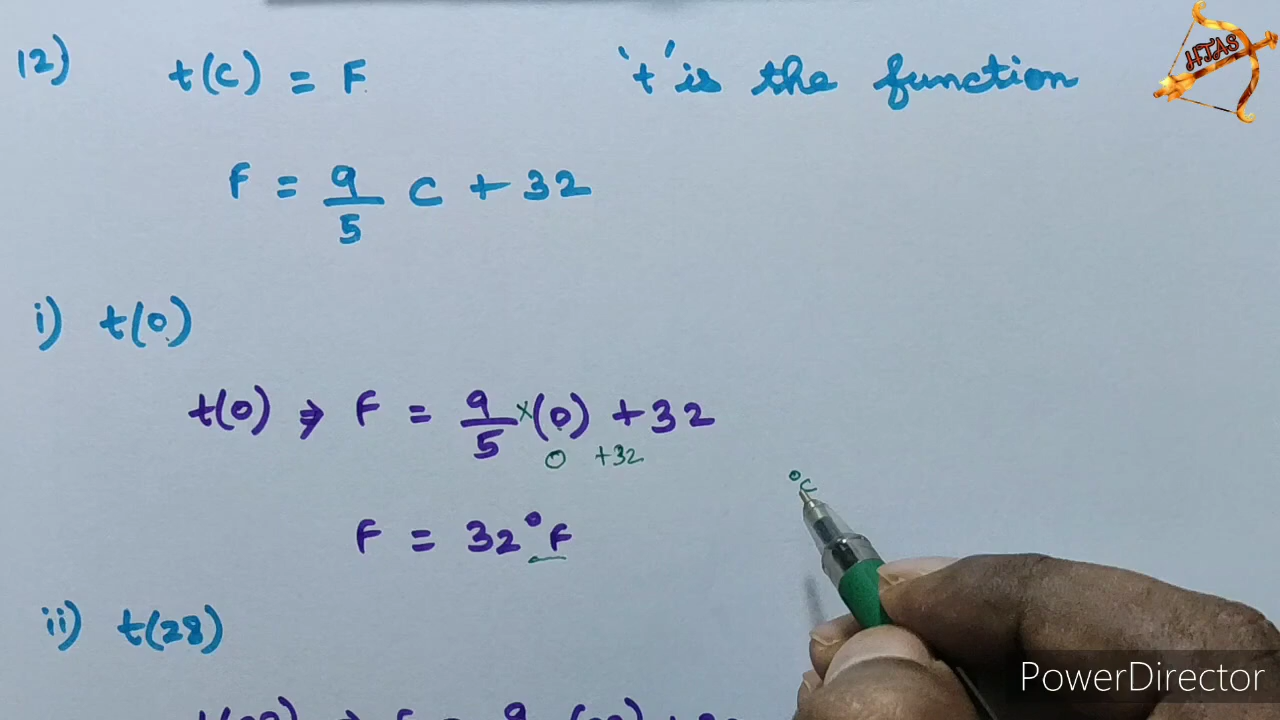 12) t(C) = F 't' is the function
HTAS
F = 9/5 C + 32
i) t(0)
t(0) ⇒ F = 9/5 × (0) + 32
0 +32
°C
F = 32°F
ii) t(28)
PowerDirector